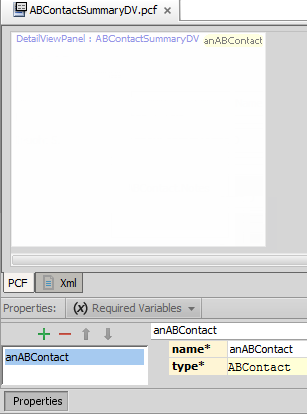 ABContactSummaryDV.pcf
DetailViewPanel : ABContactSummaryDV anABContact
PCF Xml
Properties: (x) Required Variables
anABContact
anABContact
name* anABContact
type* ABContact
Properties